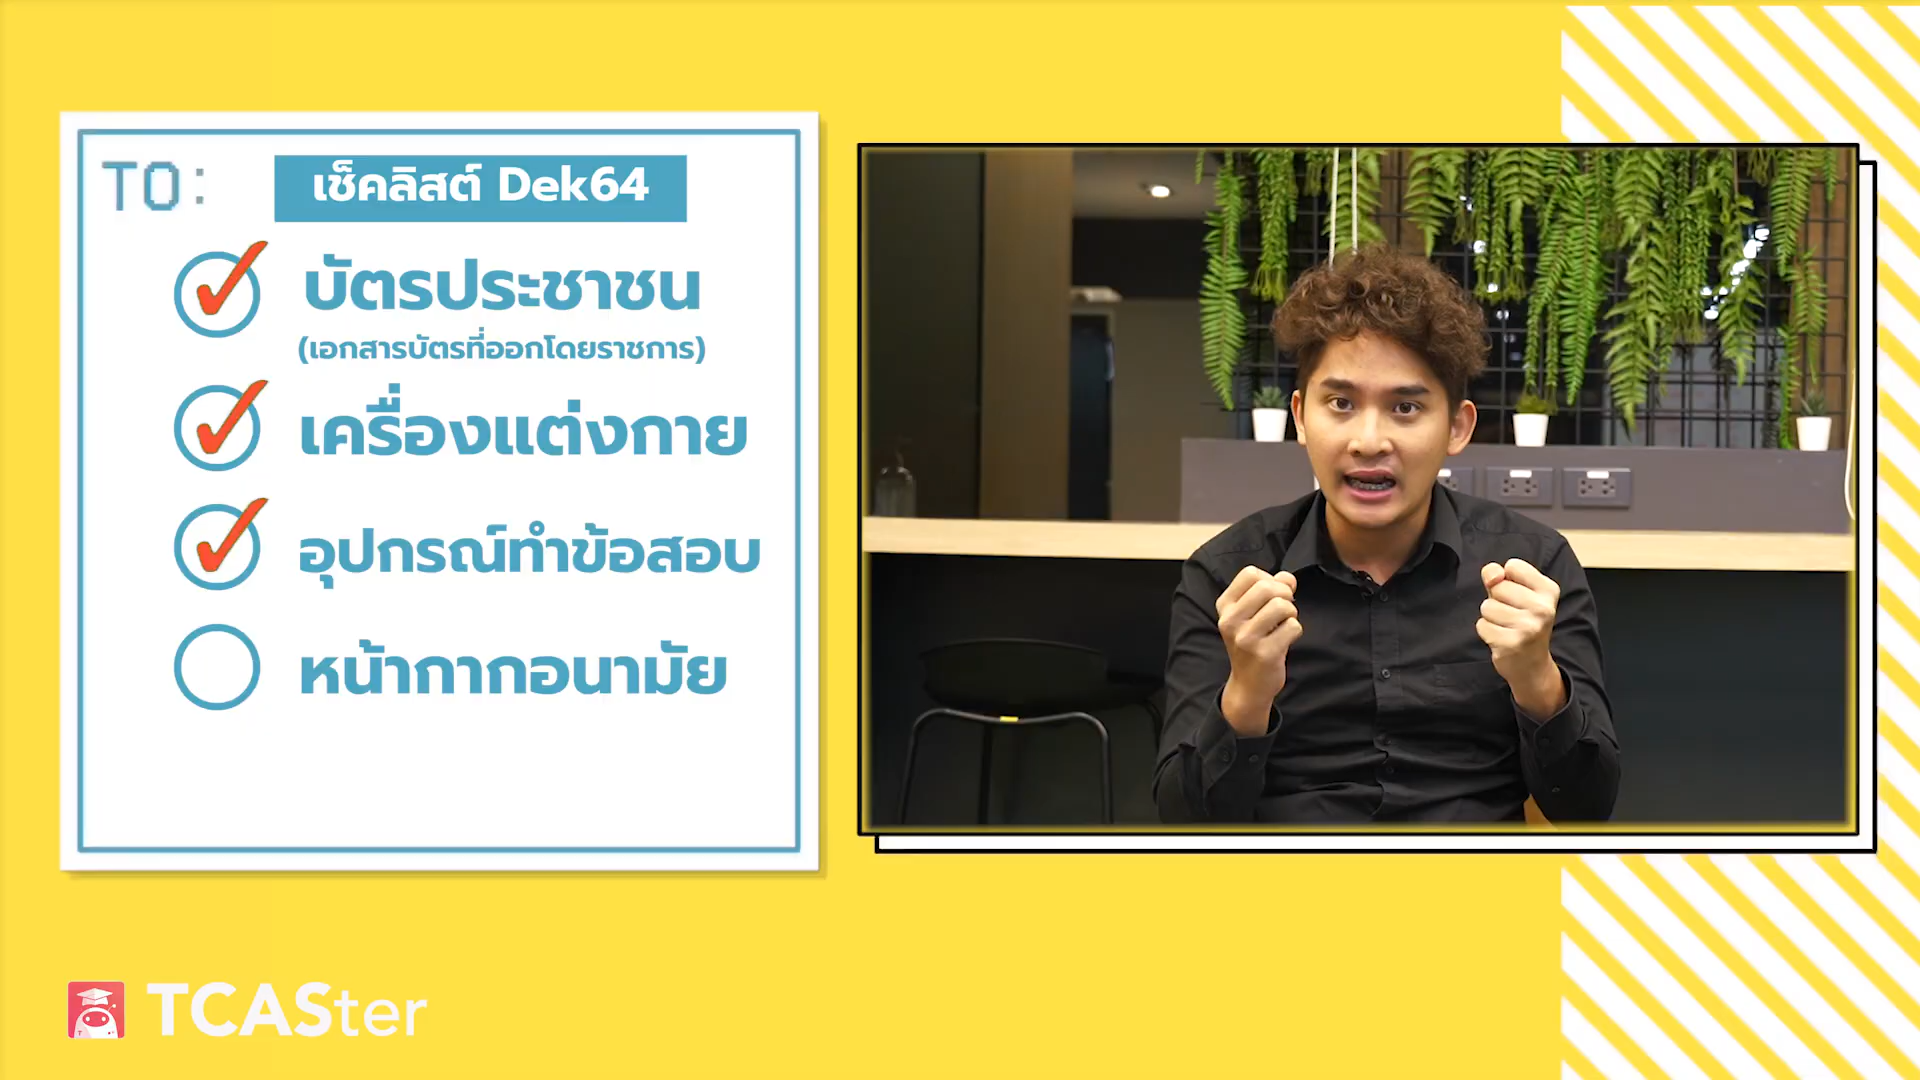 TO:
เช็คลิสต์ Dek64
บัตรประชาชน
(เอกสารบัตรที่ออกโดยราชการ)
เครื่องแต่งกาย
อุปกรณ์ทำข้อสอบ
หน้ากากอนามัย
TCASter